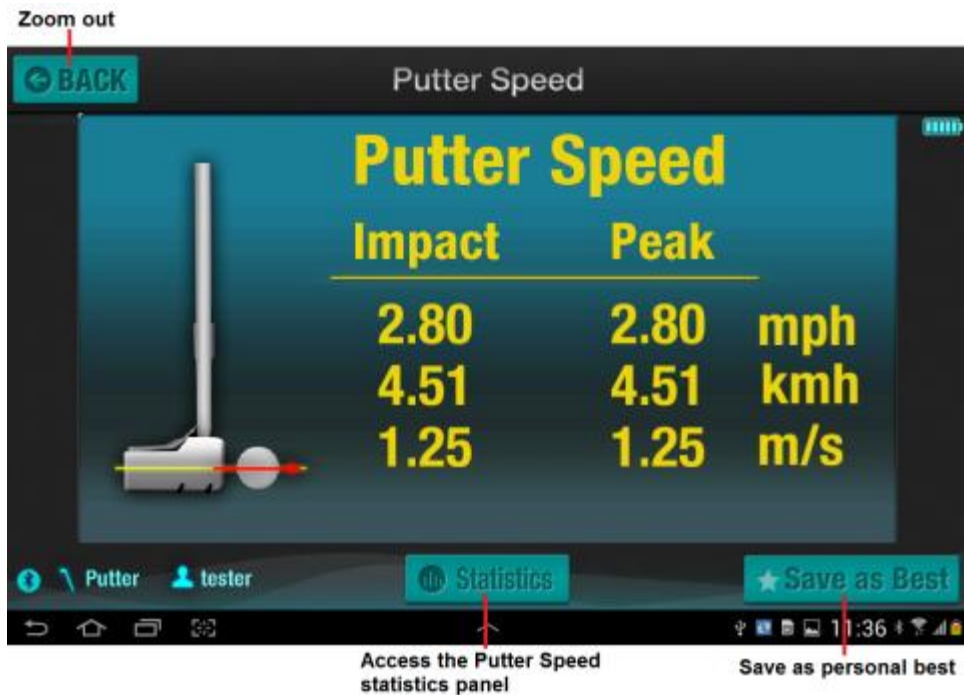 Zoom out
BACK
Putter Speed
Putter Speed
Impact Peak
2.80 2.80 mph
4.51 4.51 kmh
1.25 1.25 m/s
Putter tester Statistics Save as Best
11:36
Access the Putter Speed
statistics panel
Save as personal best